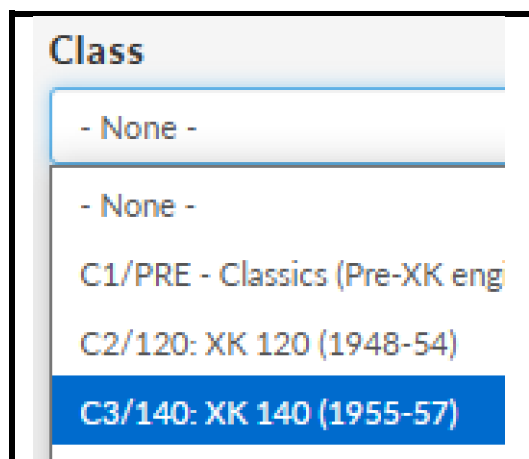 Class
- None -
- None -
C1/PRE - Classics (Pre-XK engi
C2/120: XK 120 (1948-54)
C3/140: XK 140 (1955-57)